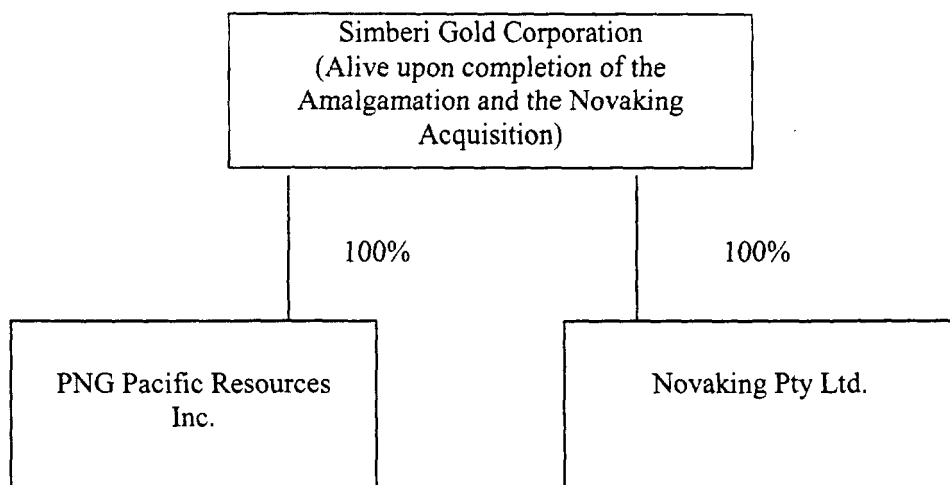 Simberi Gold Corporation
(Alive upon completion of the
Amalgamation and the Novaking
Acquisition)
100%
100%
PNG Pacific Resources
Inc.
Novaking Pty Ltd.